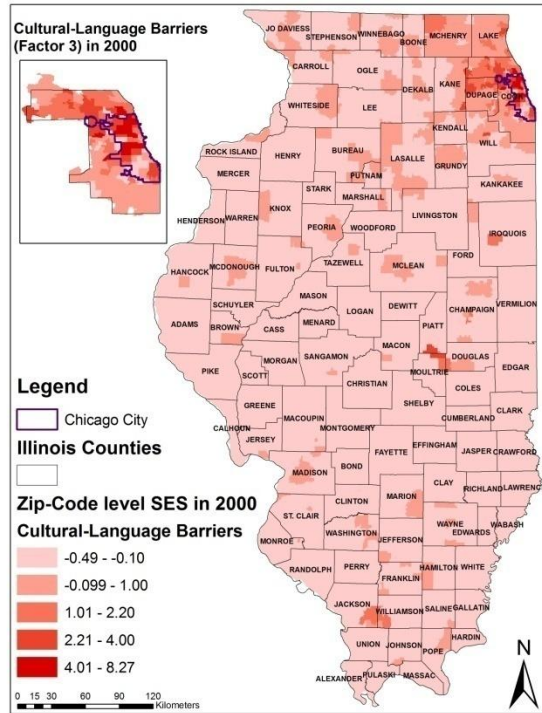 Cultural-Language Barriers
(Factor 3) in 2000
JO DAVIESS
STEPHENSON
WINNEBAGO
BOONE
MCHENRY
LAKE
CARROLL
OGLE
DEKALB
KANE
COOK
DUPAGE
WHITESIDE
LEE
KENDALL
WILL
ROCK ISLAND
HENRY
BUREAU
LASALLE
GRUNDY
MERCER
PUTNAM
KANKAKEE
STARK
MARSHALL
LIVINGSTON
HENDERSON
WARREN
KNOX
PEORIA
WOODFORD
IROQUOIS
FORD
HANCOCK
MCDONOUGH
FULTON
TAZEWELL
MCLEAN
SCHUYLER
MASON
LOGAN
DEWITT
CHAMPAIGN
VERMILION
ADAMS
BROWN
CASS
MENARD
PIATT
MACON
MORGAN
SANGAMON
DOUGLAS
EDGAR
PIKE
SCOTT
CHRISTIAN
MOULTRIE
COLES
SHELBY
GREENE
MACOUPIN
CUMBERLAND
CLARK
CALHOUN
MONTGOMERY
JERSEY
FAYETTE
EFFINGHAM
JASPER
CRAWFORD
MADISON
BOND
CLAY
RICHLAND
LAWRENCE
CLINTON
MARION
ST. CLAIR
WAYNE
WABASH
WASHINGTON
EDWARDS
MONROE
JEFFERSON
RANDOLPH
PERRY
HAMILTON
WHITE
FRANKLIN
JACKSON
WILLIAMSON
SALINE
GALLATIN
UNION
JOHNSON
POPE
HARDIN
ALEXANDER
PULASKI
MASSAC
Legend
Chicago City
Illinois Counties
Zip-Code level SES in 2000
Cultural-Language Barriers
-0.49 - -0.10
-0.099 - 1.00
1.01 - 2.20
2.21 - 4.00
4.01 - 8.27
0 15 30 60 90 120
Kilometers
N